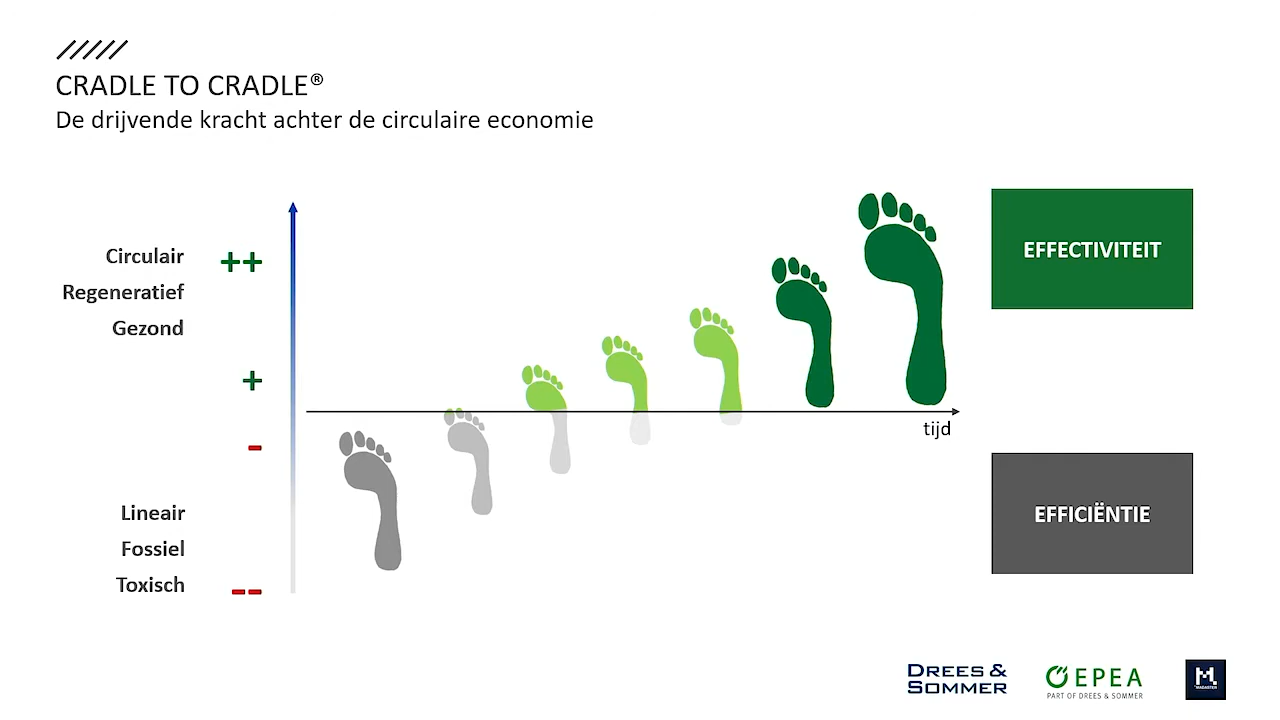 CRADLE TO CRADLE®
De drijvende kracht achter de circulaire economie
Circulair
++
Regeneratief
Gezond
+
-
Lineair
Fossiel
Toxisch
--
tijd
EFFECTIVITEIT
EFFICIËNTIE
DREES &
SOMMER
EPEA
PART OF DREES & SOMMER
M.
MADASTER